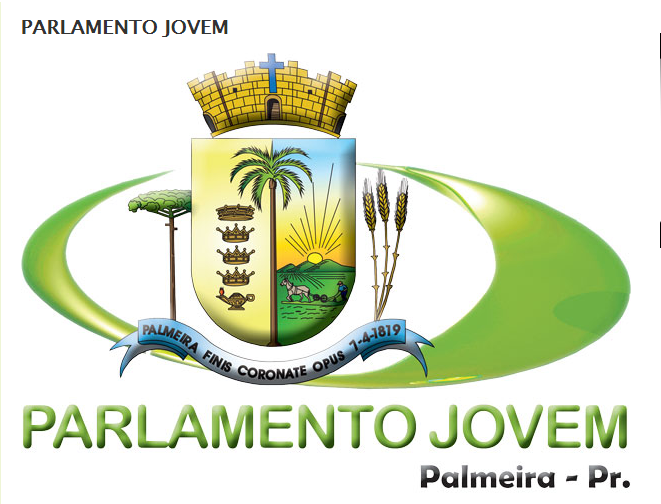 PARLAMENTO JOVEM
PALMEIRA FINIS CORONATE OPUS 7-4-1819
PARLAMENTO JOVEM
Palmeira - Pr.